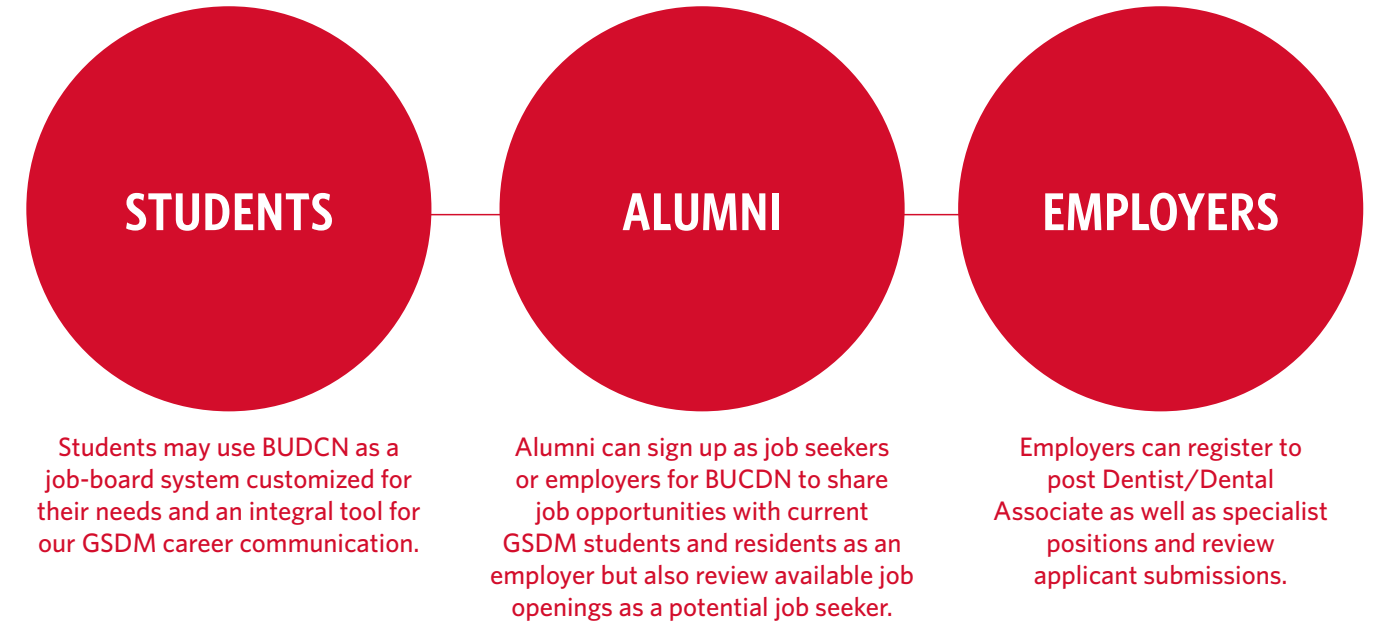 STUDENTS
Students may use BUDCN as a
job-board system customized for
their needs and an integral tool for
our GSDM career communication.
ALUMNI
Alumni can sign up as job seekers
or employers for BUCDN to share
job opportunities with current
GSDM students and residents as an
employer but also review available job
openings as a potential job seeker.
EMPLOYERS
Employers can register to
post Dentist/Dental
Associate as well as specialist
positions and review
applicant submissions.